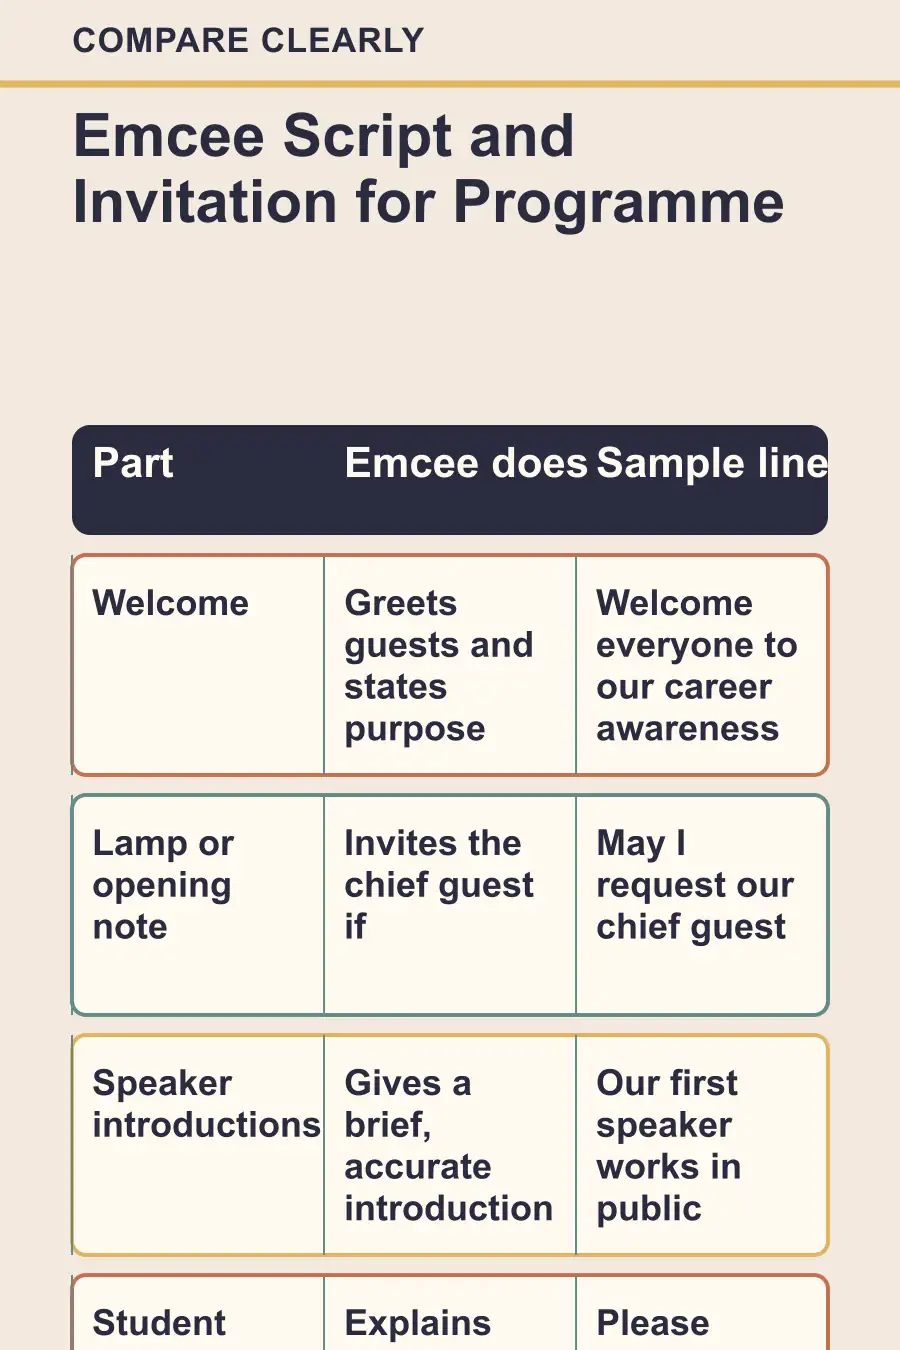 COMPARE CLEARLY
Emcee Script and
Invitation for Programme
Part
Emcee does
Sample line
Welcome
Greets
guests and
states
purpose
Welcome
everyone to
our career
awareness
Lamp or
opening
note
Invites the
chief guest
if
May I
request our
chief guest
Speaker
introductions
Gives a
brief,
accurate
introduction
Our first
speaker
works in
public
Student
Explains
Please